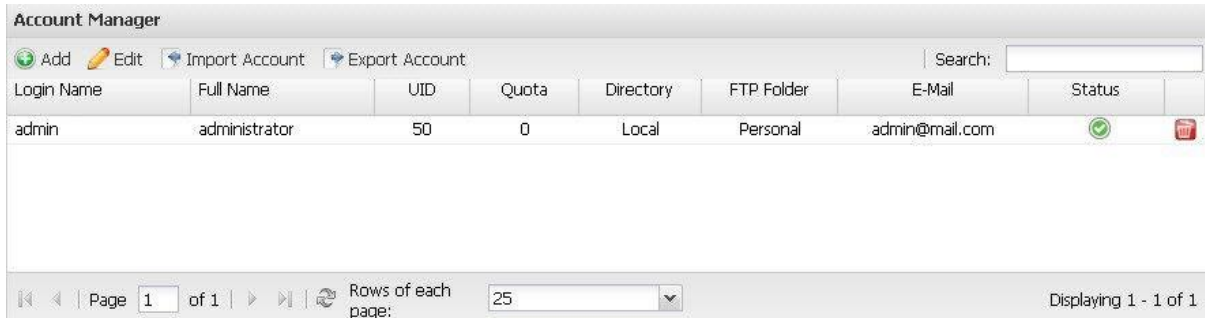 Account Manager
Add Edit Import Account Export Account Search:
Login Name Full Name UID Quota Directory FTP Folder E-Mail Status
admin administrator 50 0 Local Personal admin@mail.com
Page 1 of 1 Rows of each page: 25 Displaying 1 - 1 of 1